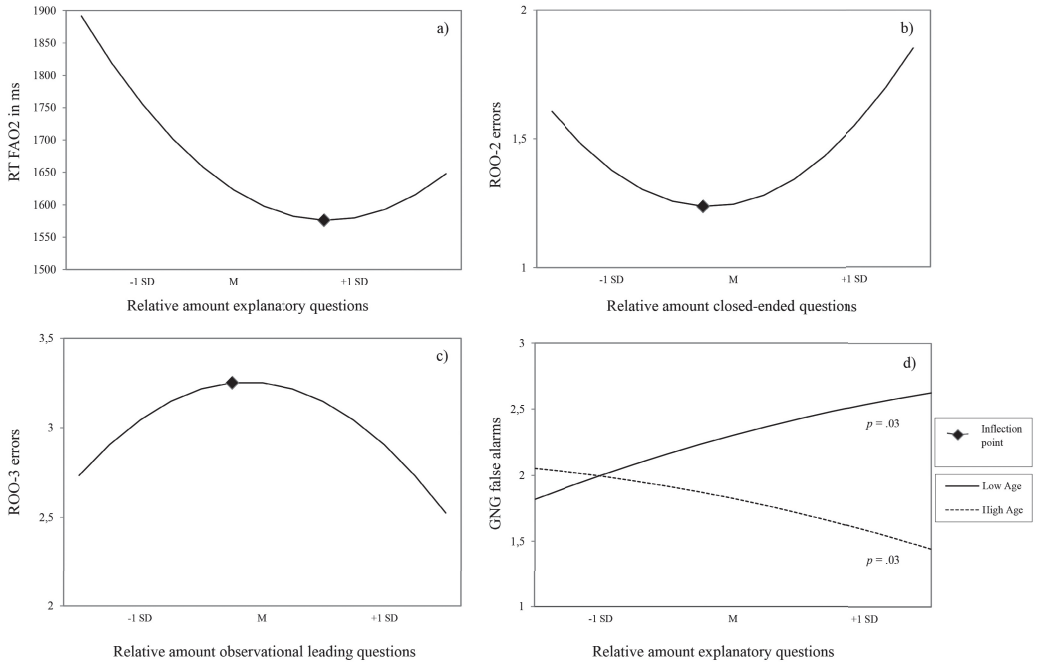 a)
1900
1850
1800
1750
1700
1650
1600
1550
1500
RT FAO2 in ms
-1 SD M +1 SD
Relative amount explanatory questions
b)
2
1,5
1
ROO-2 errors
-1 SD M +1 SD
Relative amount closed-ended questions
c)
3,5
3
2,5
2
ROO-3 errors
-1 SD M +1 SD
Relative amount observational leading questions
d)
3
2,5
2
1,5
1
GNG false alarms
p = .03
p = .03
-1 SD M +1 SD
Relative amount explanatory questions
Inflection
point
Low Age
High Age